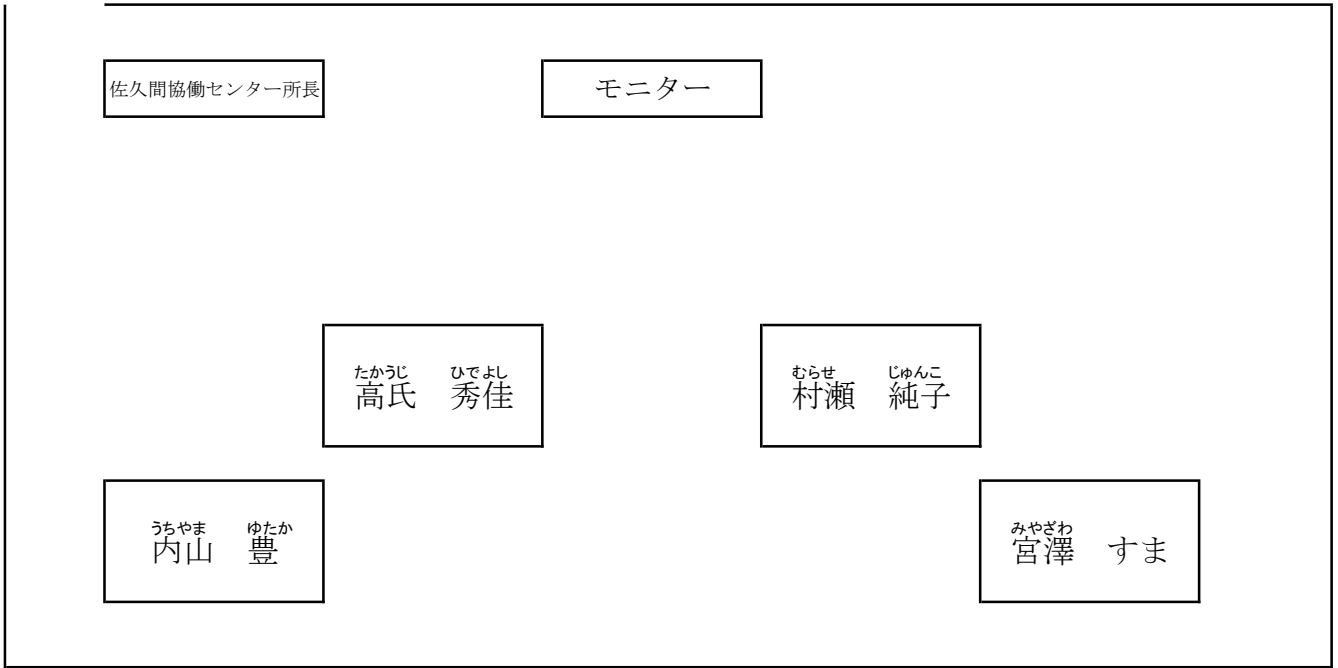 佐久間協働センター所長
モニター
たかうじ ひでよし
高氏 秀佳
むらせ じゅんこ
村瀬 純子
うちやま ゆたか
内山 豊
みやざわ
宮澤 すま